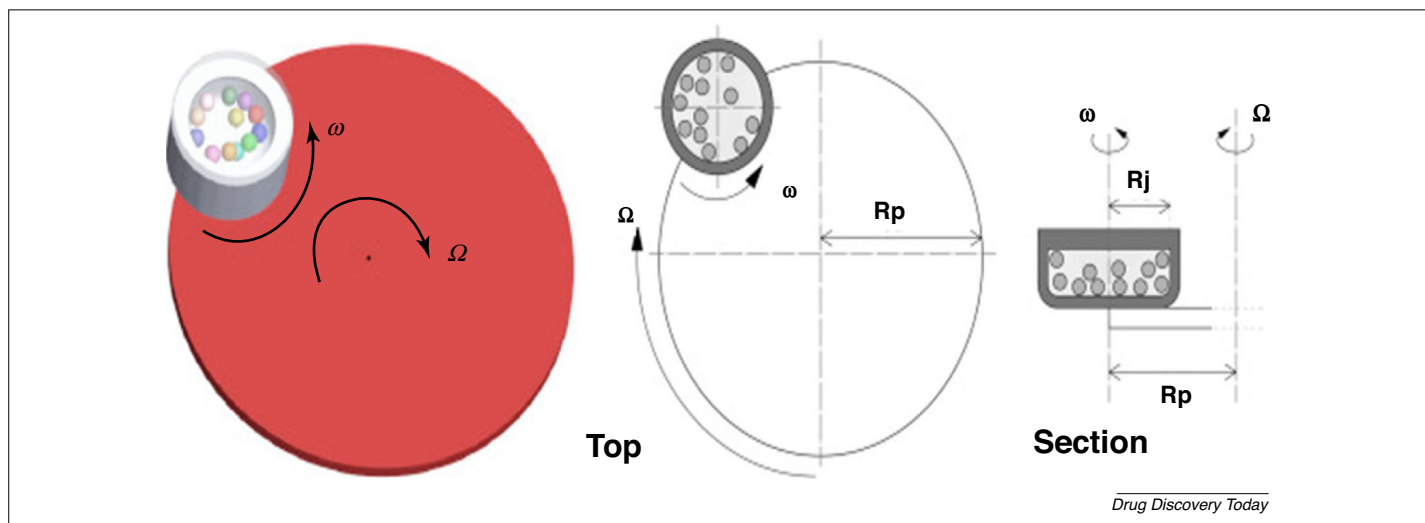 ω
Ω
Top
Ω
ω
Rp
ω
Ω
Rj
Rp
Section
Drug Discovery Today